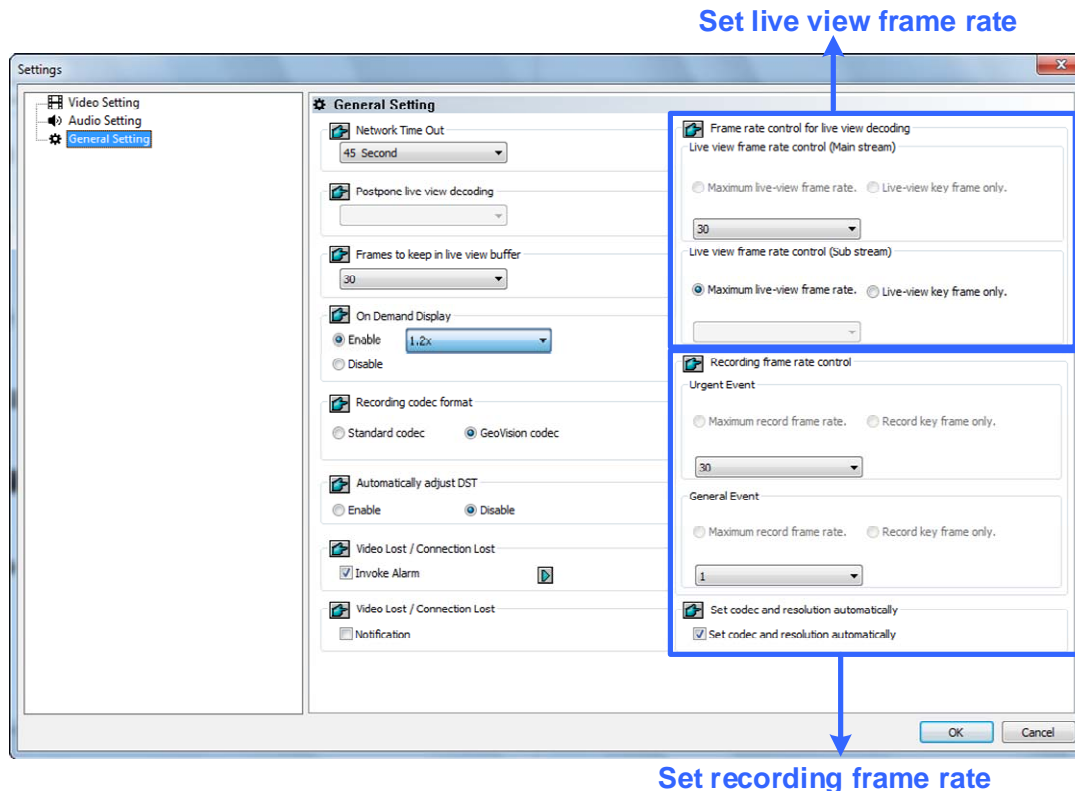 Set live view frame rate
Settings
Video Setting
Audio Setting
General Setting
General Setting
Network Time Out
45 Second
Postpone live view decoding
Frames to keep in live view buffer
30
On Demand Display
Enable
1.2x
Disable
Recording codec format
Standard codec GeoVision codec
Automatically adjust DST
Enable Disable
Video Lost / Connection Lost
Invoke Alarm
Video Lost / Connection Lost
Notification
Frame rate control for live view decoding
Live view frame rate control (Main stream)
Maximum live-view frame rate. Live-view key frame only.
30
Live view frame rate control (Sub stream)
Maximum live-view frame rate. Live-view key frame only.
Recording frame rate control
Urgent Event
Maximum record frame rate. Record key frame only.
30
General Event
Maximum record frame rate. Record key frame only.
1
Set codec and resolution automatically
Set codec and resolution automatically
OK Cancel
Set recording frame rate